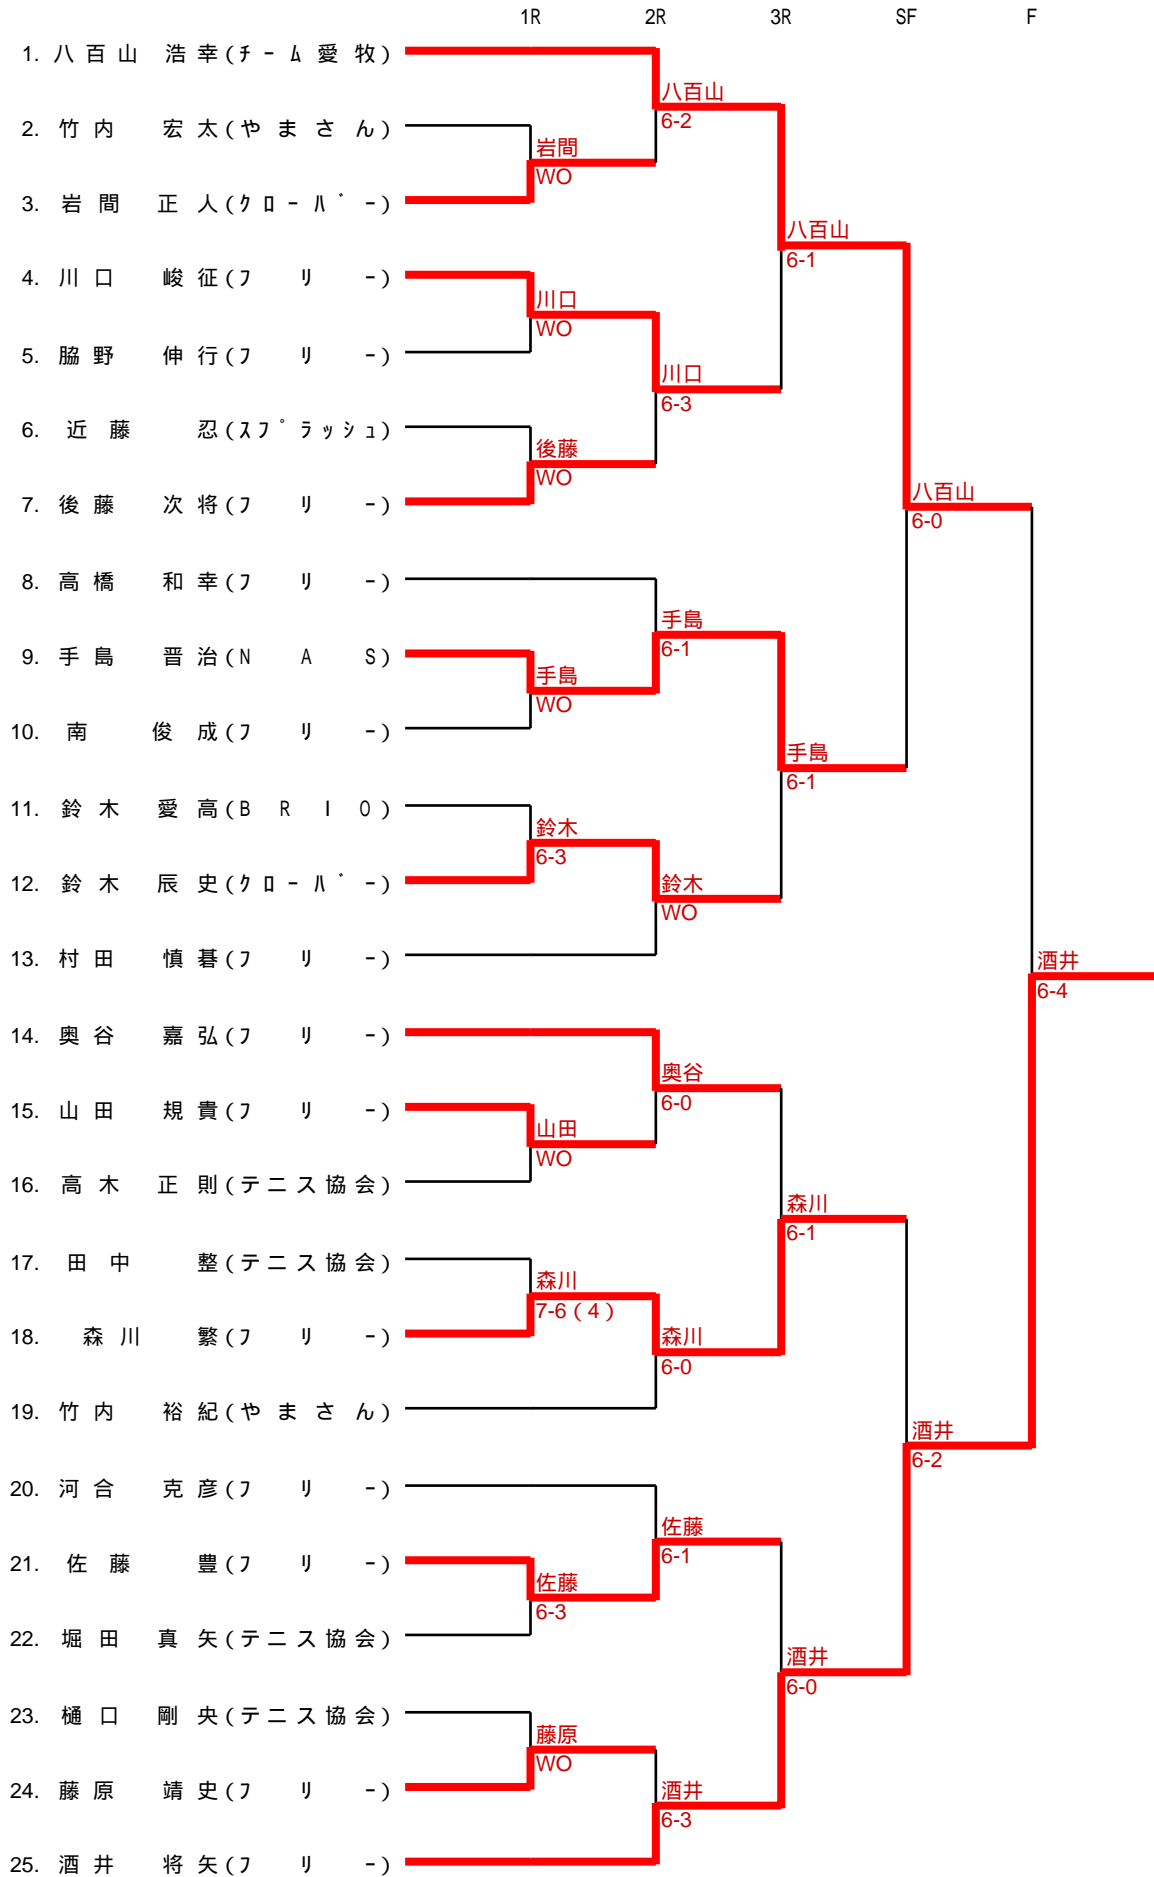 1R 2R 3R SF F
1. 八百山 浩幸(ﾁｰﾑ愛牧)
八百山
6-2
2. 竹内 宏太(やまさん)
岩間
WO
3. 岩間 正人(ｸﾛｰﾊﾞｰ)
八百山
6-1
4. 川口 峻征(ﾌﾘｰ)
川口
WO
5. 脇野 伸行(ﾌﾘｰ)
川口
6-3
6. 近藤 忍(ｽﾌﾟﾗｯｼｭ)
後藤
WO
7. 後藤 次将(ﾌﾘｰ)
八百山
6-0
8. 高橋 和幸(ﾌﾘｰ)
手島
6-1
9. 手島 晋治(NAS)
手島
WO
10. 南 俊成(ﾌﾘｰ)
手島
6-1
11. 鈴木 愛高(BRIO)
鈴木
6-3
12. 鈴木 辰史(ｸﾛｰﾊﾞｰ)
鈴木
WO
13. 村田 慎碁(ﾌﾘｰ)
酒井
6-4
14. 奥谷 嘉弘(ﾌﾘｰ)
奥谷
6-0
15. 山田 規貴(ﾌﾘｰ)
山田
WO
16. 高木 正則(テニス協会)
森川
6-1
17. 田中 整(テニス協会)
森川
7-6(4)
18. 森川 繁(ﾌﾘｰ)
森川
6-0
19. 竹内 裕紀(やまさん)
酒井
6-2
20. 河合 克彦(ﾌﾘｰ)
佐藤
6-1
21. 佐藤 豊(ﾌﾘｰ)
佐藤
6-3
22. 堀田 真矢(テニス協会)
酒井
6-0
23. 樋口 剛央(テニス協会)
藤原
WO
24. 藤原 靖史(ﾌﾘｰ)
酒井
6-3
25. 酒井 将矢(ﾌﾘｰ)